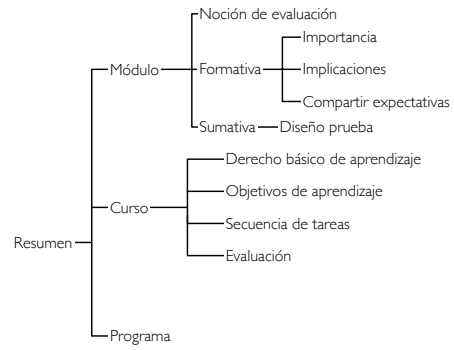 Noción de evaluación
Importancia
Módulo
Formativa
Implicaciones
Compartir expectativas
Sumativa
Diseño prueba
Derecho básico de aprendizaje
Objetivos de aprendizaje
Curso
Secuencia de tareas
Resumen
Evaluación
Programa